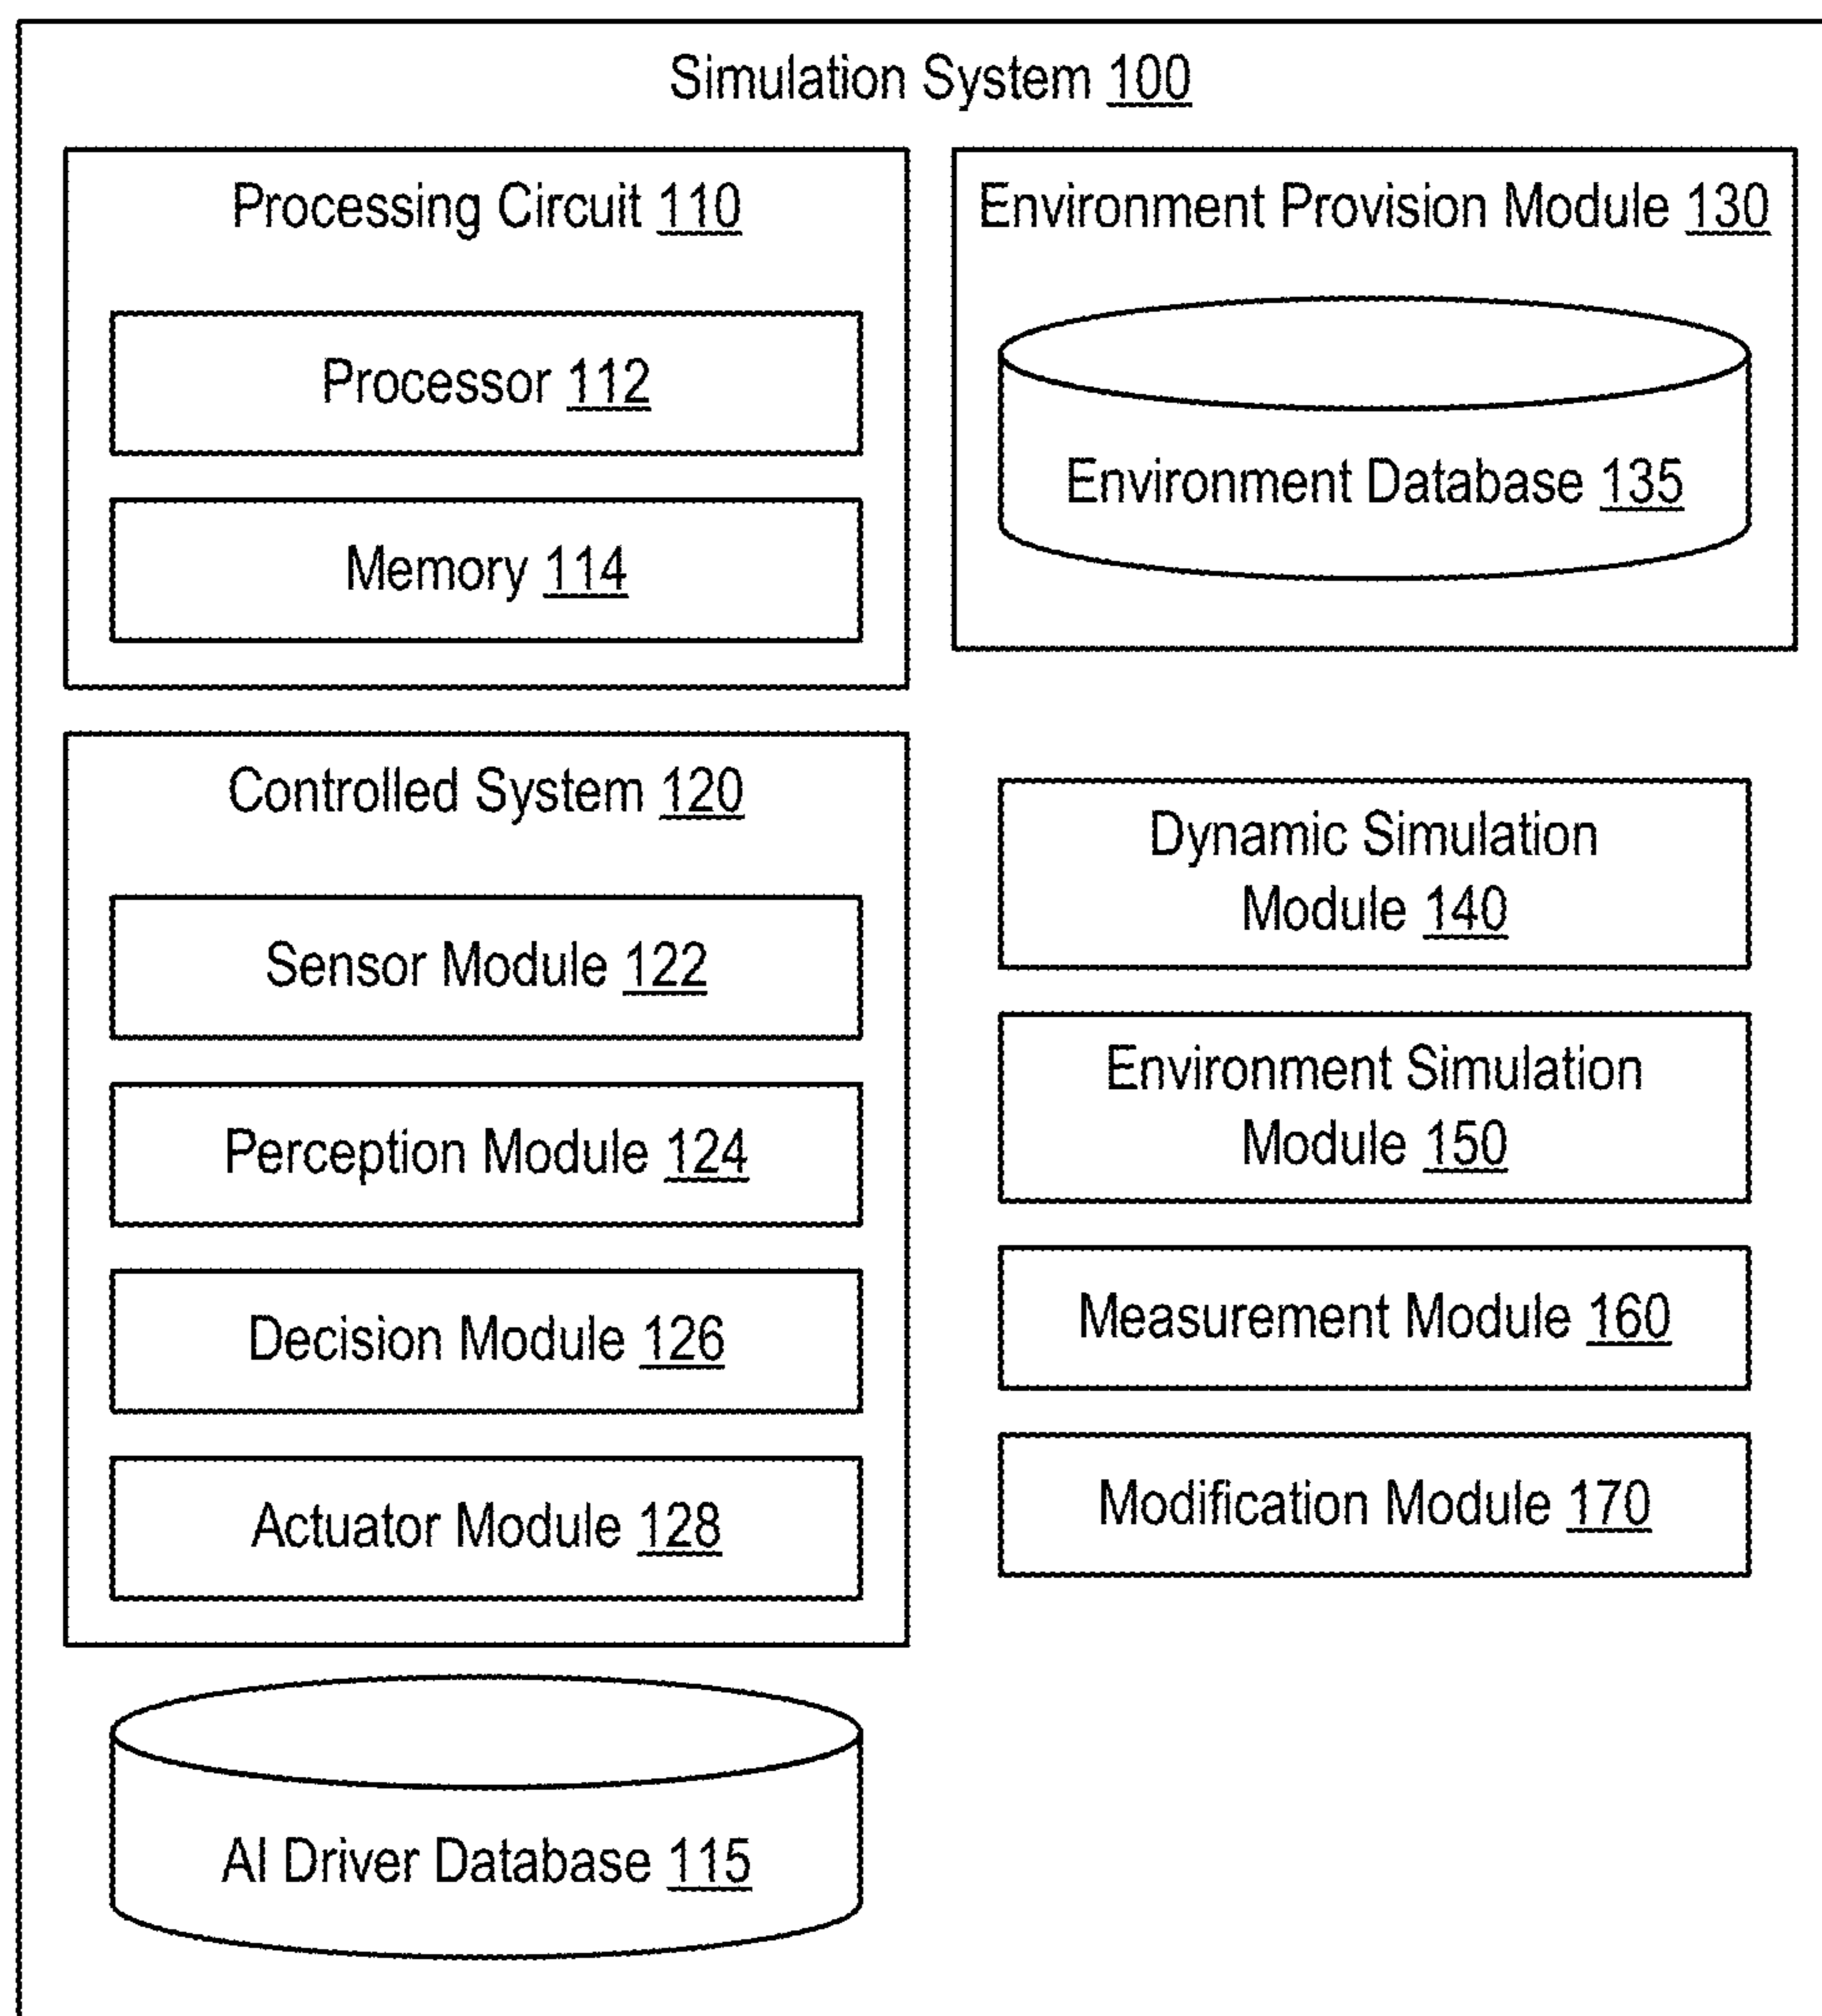 Simulation System 100
Processing Circuit 110
Processor 112
Memory 114
Environment Provision Module 130
Environment Database 135
Controlled System 120
Sensor Module 122
Perception Module 124
Decision Module 126
Actuator Module 128
AI Driver Database 115
Dynamic Simulation
Module 140
Environment Simulation
Module 150
Measurement Module 160
Modification Module 170